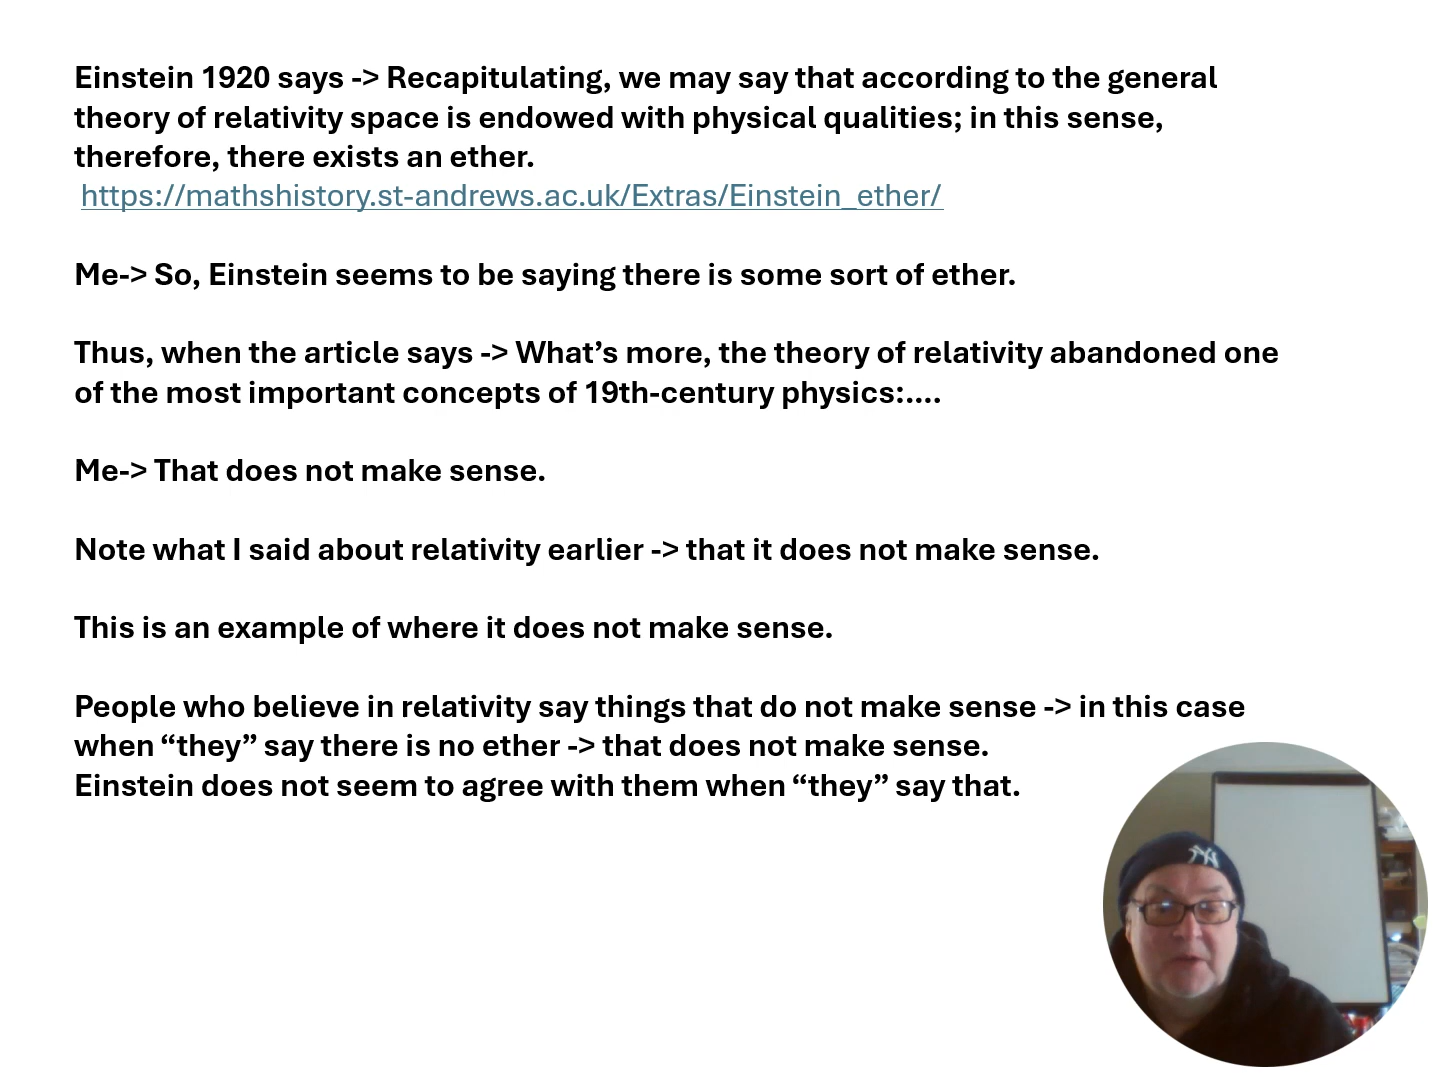 Einstein 1920 says -> Recapitulating, we may say that according to the general
theory of relativity space is endowed with physical qualities; in this sense,
therefore, there exists an ether.
https://mathshistory.st-andrews.ac.uk/Extras/Einstein_ether/
Me-> So, Einstein seems to be saying there is some sort of ether.
Thus, when the article says -> What’s more, the theory of relativity abandoned one
of the most important concepts of 19th-century physics:....
Me-> That does not make sense.
Note what I said about relativity earlier -> that it does not make sense.
This is an example of where it does not make sense.
People who believe in relativity say things that do not make sense -> in this case
when “they” say there is no ether -> that does not make sense.
Einstein does not seem to agree with them when “they” say that.
NY